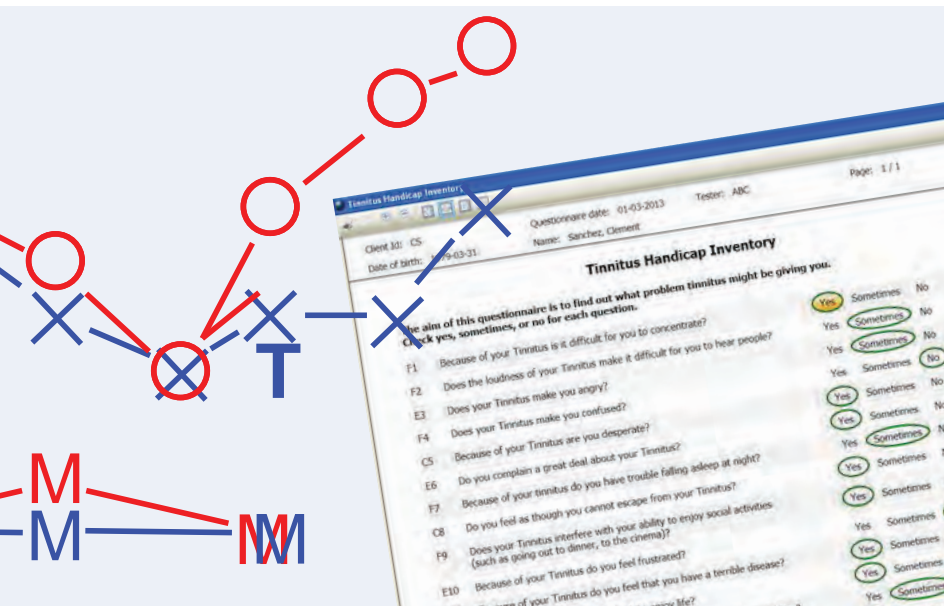 Tinnitus Handicap Inventory
Client Id: CS
Questionnaire date: 01-03-2013
Tester: ABC
Page: 1/1
Date of birth: 79-03-31
Name: Sanchez, Clement
Tinnitus Handicap Inventory
he aim of this questionnaire is to find out what problem tinnitus might be giving you.
Check yes, sometimes, or no for each question.
F1 Because of your Tinnitus is it difficult for you to concentrate? Yes Sometimes No
F2 Does the loudness of your Tinnitus make it difficult for you to hear people? Yes Sometimes No
E3 Does your Tinnitus make you angry? Yes Sometimes No
F4 Does your Tinnitus make you confused? Yes Sometimes No
C5 Because of your Tinnitus are you desperate? Yes Sometimes No
E6 Do you complain a great deal about your Tinnitus? Yes Sometimes No
F7 Because of your tinnitus do you have trouble falling asleep at night? Yes Sometimes N
C8 Do you feel as though you cannot escape from your Tinnitus? Yes Sometimes
F9 Does your Tinnitus interfere with your ability to enjoy social activities Yes Sometimes
(such as going out to dinner, to the cinema)?
E10 Because of your Tinnitus do you feel frustrated? Yes Sometimes
of your Tinnitus do you feel that you have a terrible disease? Yes Sometimes
life? Yes Sometimes
Yes Sometimes
T
M
M
M M